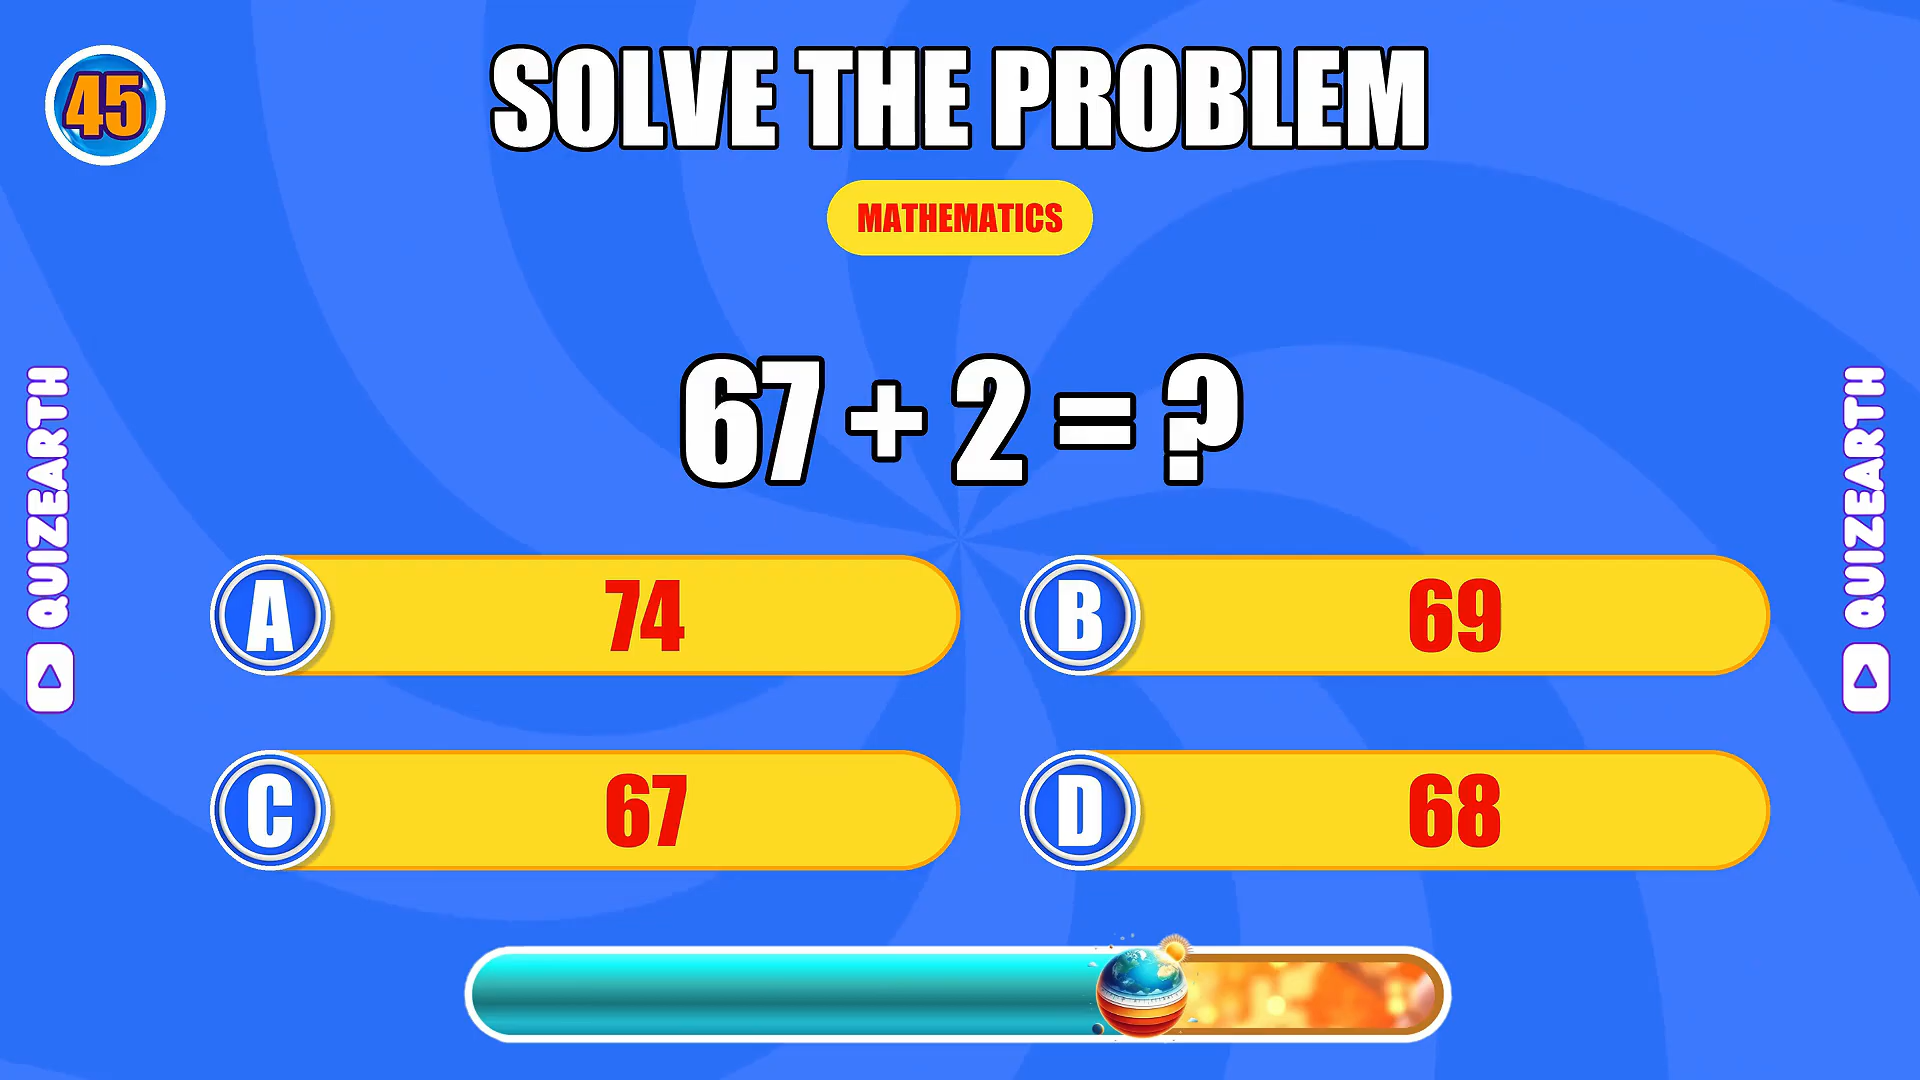 45
SOLVE THE PROBLEM
MATHEMATICS
67 + 2 = ?
A 74
B 69
C 67
D 68
QUIZEARTH
QUIZEARTH